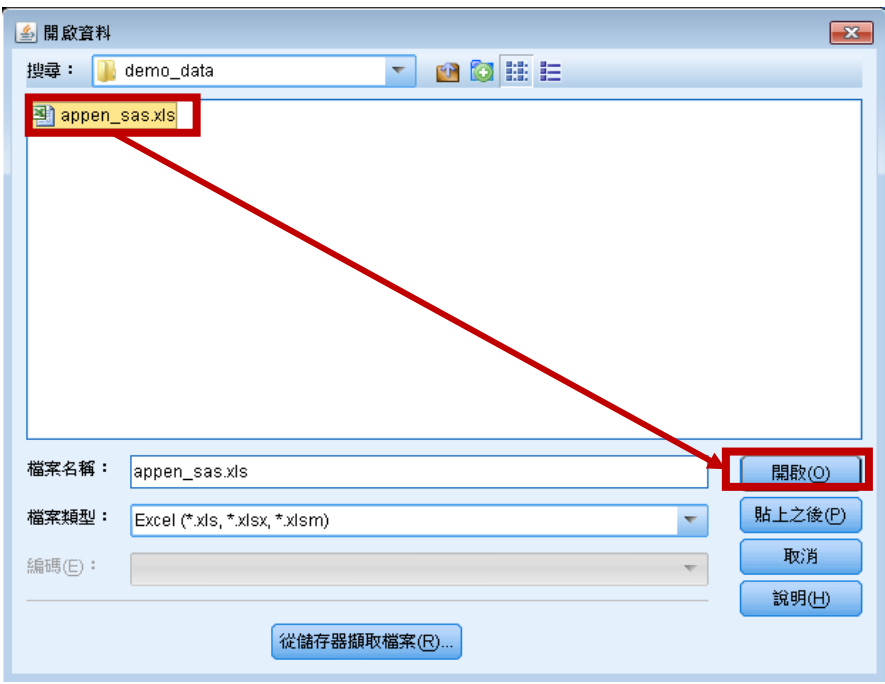 開啟資料
搜尋： demo_data
appen_sas.xls
檔案名稱： appen_sas.xls
開啟(O)
檔案類型： Excel (*.xls, *.xlsx, *.xlsm)
貼上之後(P)
編碼(E)：
取消
說明(H)
從儲存器擷取檔案(R)...